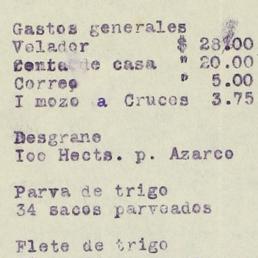 Gastos generales
Velador $ 28.00
Renta de casa " 20.00
Correo " 5.00
I mozo a Cruces 3.75
Desgrane
Ioo Hects. p. Azarco
Parva de trigo
34 sacos parveados
Flete de trigo